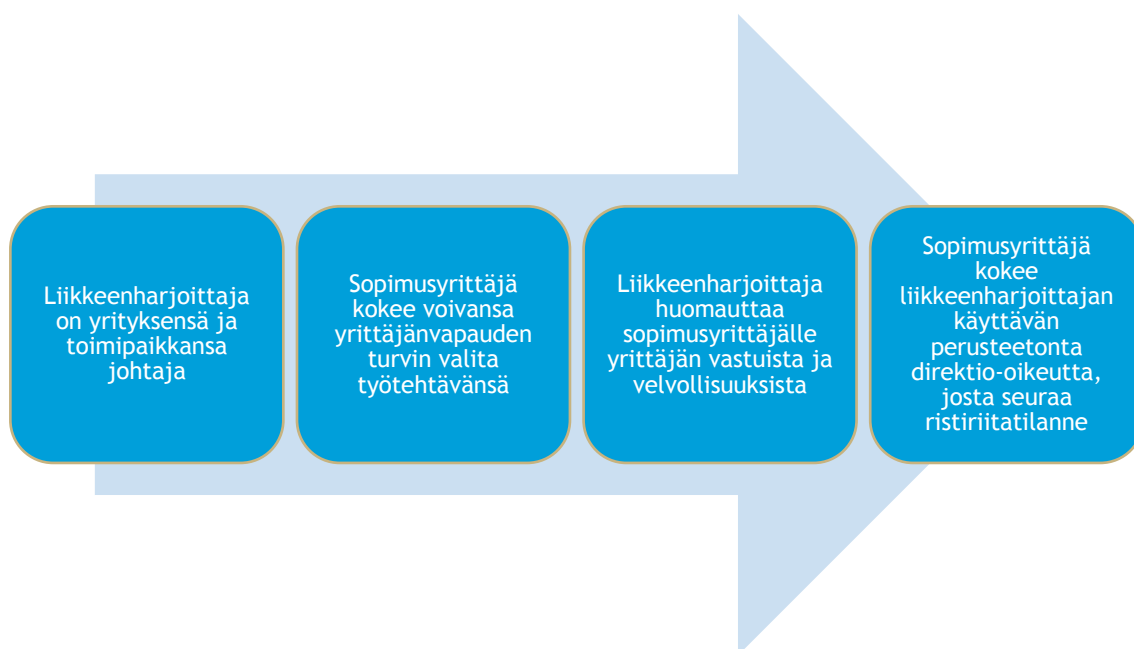 Liikkeenharjoittaja
on yrityksensä ja
toimipaikkansa
johtaja
Sopimusyrittäjä
kokee voivansa
yrittäjänvapauden
turvin valita
työtehtävänsä
Liikkeenharjoittaja
huomauttaa
sopimusyrittäjälle
yrittäjän vastuista ja
velvollisuuksista
Sopimusyrittäjä
kokee
liikkeenharjoittajan
käyttävän
perusteetonta
direktio-oikeutta,
josta seuraa
ristiriitatilanne